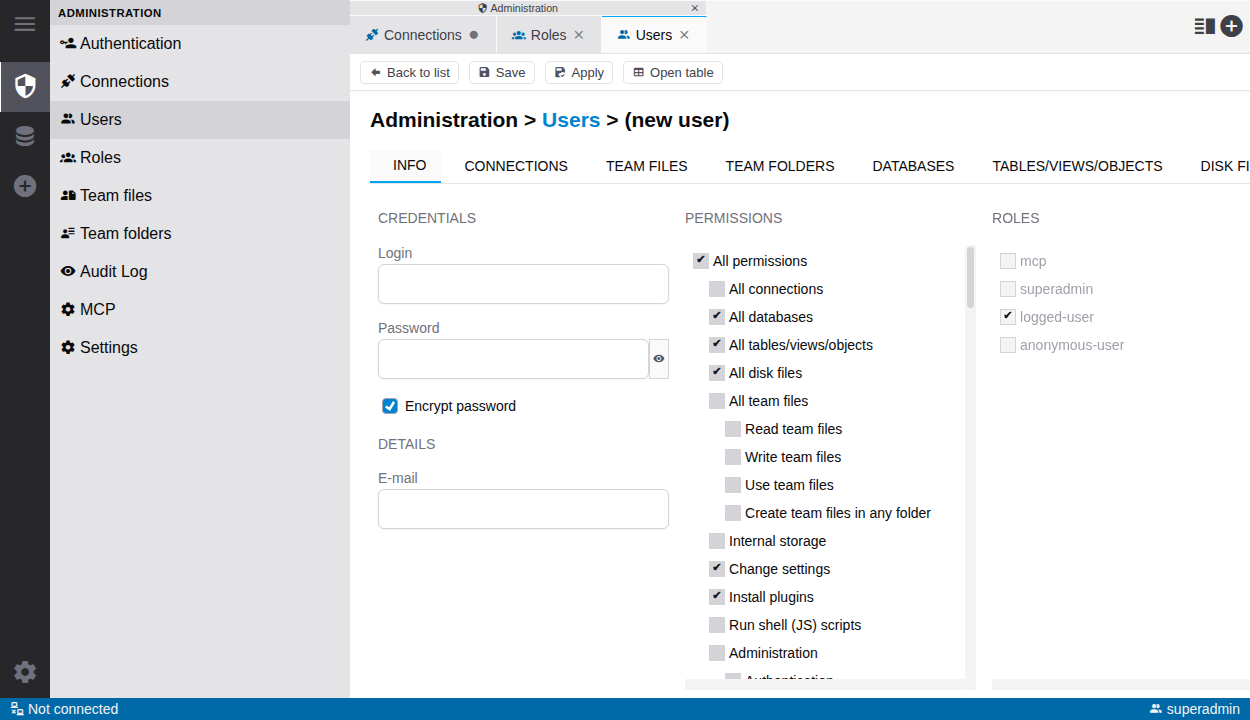 ADMINISTRATION
Authentication
Connections
Users
Roles
Team files
Team folders
Audit Log
MCP
Settings
Administration
Connections
Roles
Users
Back to list
Save
Apply
Open table
Administration > Users > (new user)
INFO
CONNECTIONS
TEAM FILES
TEAM FOLDERS
DATABASES
TABLES/VIEWS/OBJECTS
DISK FI
CREDENTIALS
Login
Password
Encrypt password
DETAILS
E-mail
PERMISSIONS
All permissions
All connections
All databases
All tables/views/objects
All disk files
All team files
Read team files
Write team files
Use team files
Create team files in any folder
Internal storage
Change settings
Install plugins
Run shell (JS) scripts
Administration
Authentication
ROLES
mcp
superadmin
logged-user
anonymous-user
Not connected
superadmin